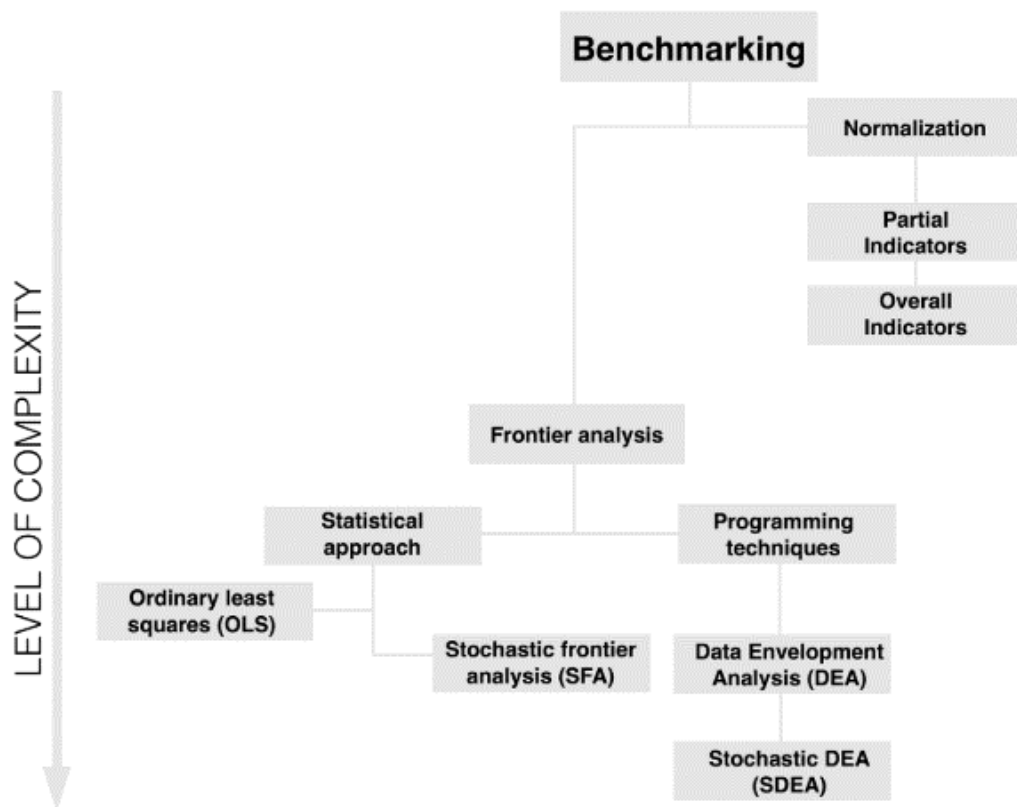 Benchmarking
Normalization
Partial
Indicators
Overall
Indicators
LEVEL OF COMPLEXITY
Frontier analysis
Statistical
approach
Programming
techniques
Ordinary least
squares (OLS)
Stochastic frontier
analysis (SFA)
Data Envelopment
Analysis (DEA)
Stochastic DEA
(SDEA)